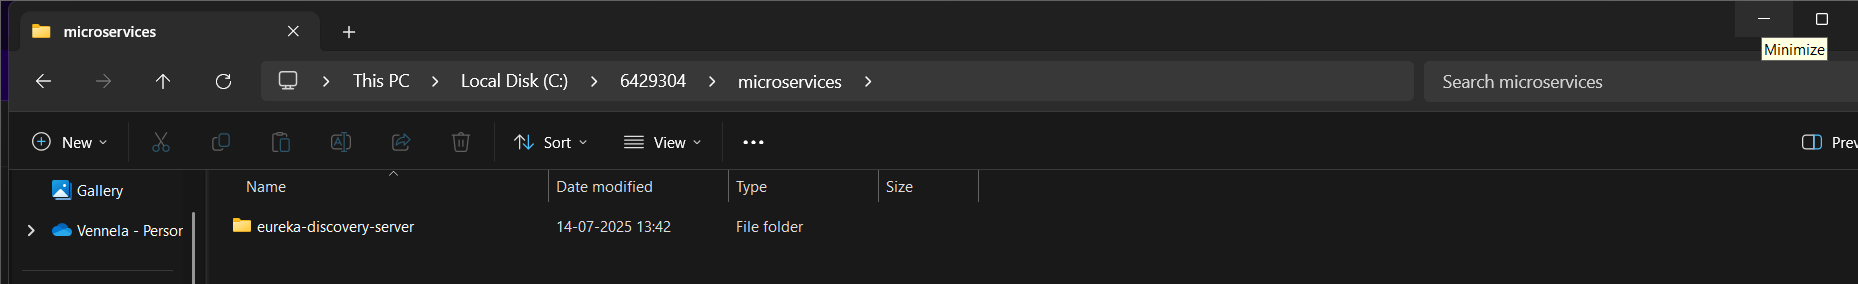 microservices
Minimize
This PC > Local Disk (C:) > 6429304 > microservices >
Search microservices
New
Sort
View
Prev
Name
Date modified
Type
Size
Gallery
Vennela - Person
eureka-discovery-server
14-07-2025 13:42
File folder